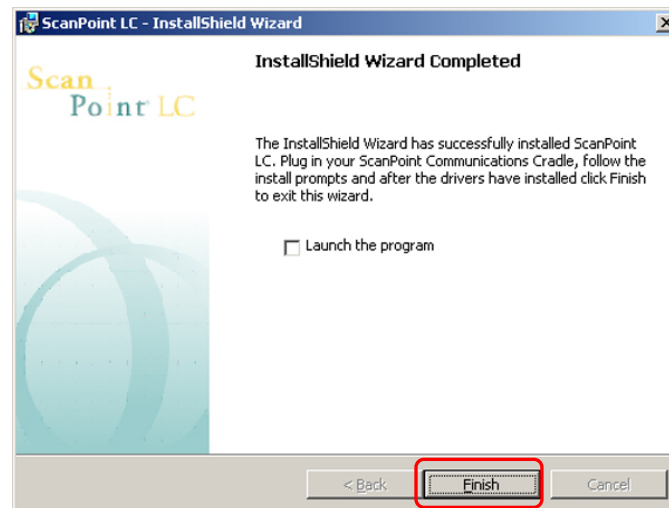 ScanPoint LC - InstallShield Wizard
Scan
Point LC
InstallShield Wizard Completed
The InstallShield Wizard has successfully installed ScanPoint
LC. Plug in your ScanPoint Communications Cradle, follow the
install prompts and after the drivers have installed click Finish
to exit this wizard.
Launch the program
< Back
Finish
Cancel